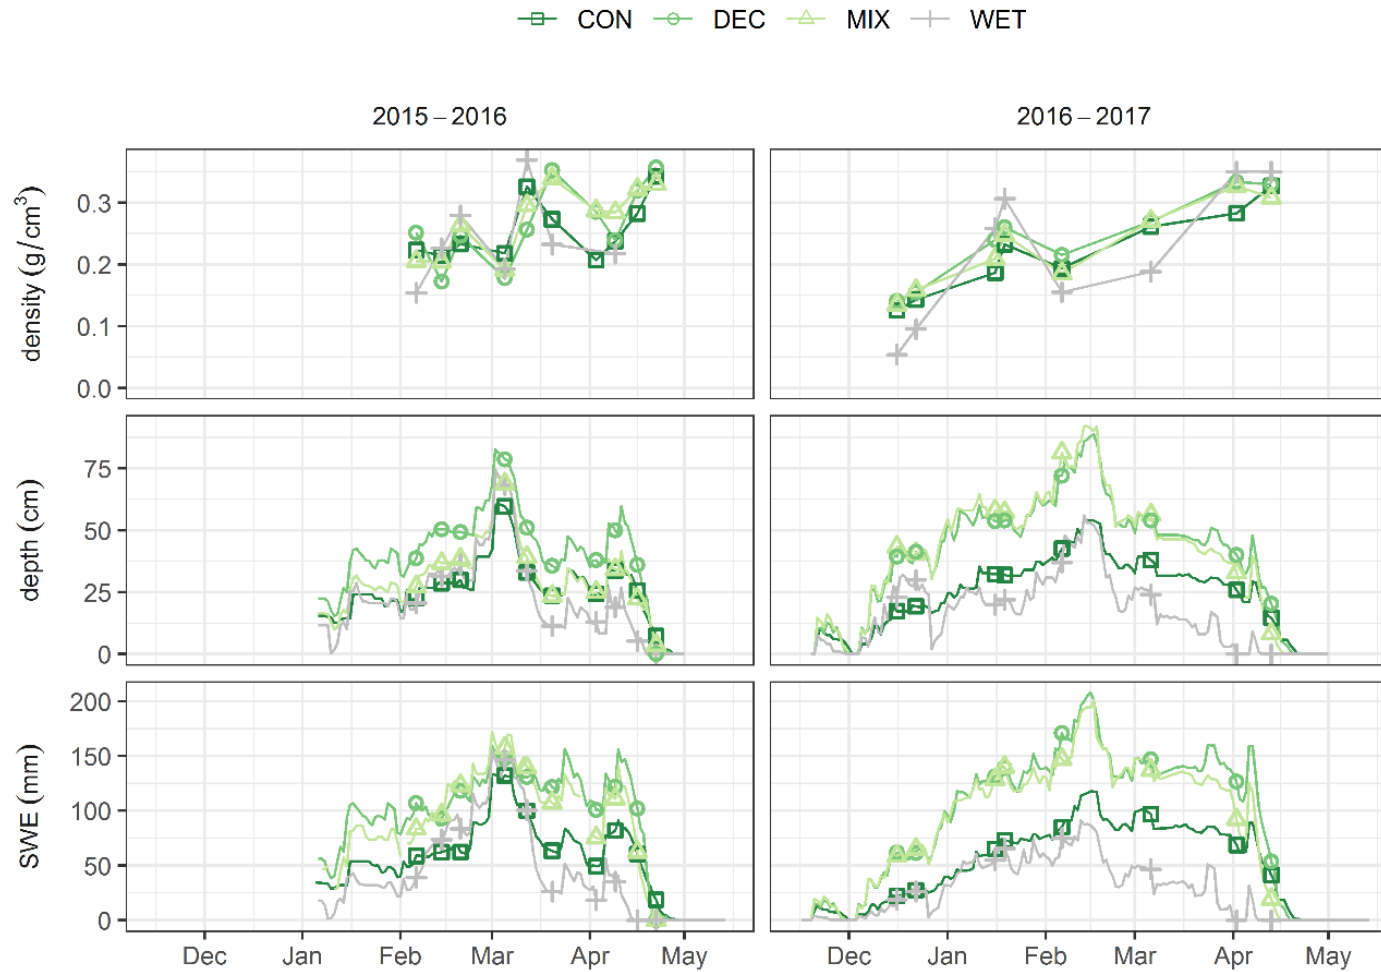 CON DEC MIX WET
2015 – 2016 2016 – 2017
density (g/cm³)
0.3
0.2
0.1
0.0
depth (cm)
75
50
25
0
SWE (mm)
200
150
100
50
0
Dec Jan Feb Mar Apr May Dec Jan Feb Mar Apr May